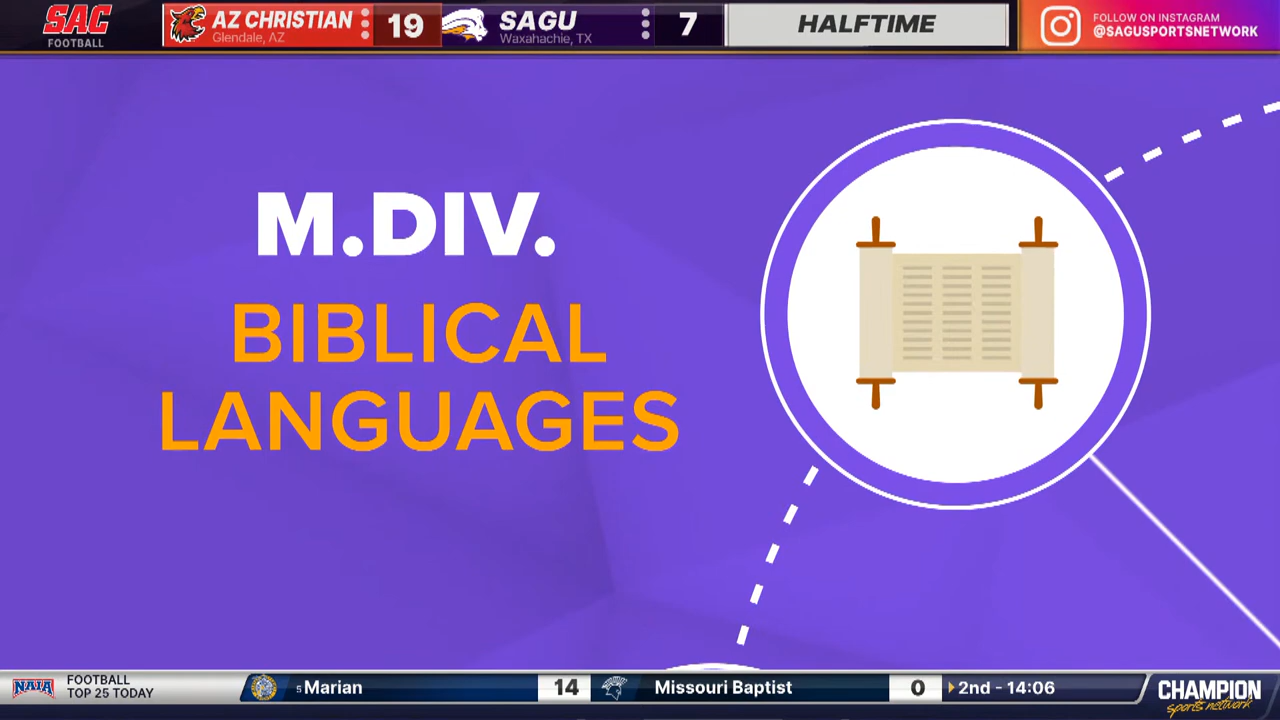 SAC
FOOTBALL
AZ CHRISTIAN
Glendale, AZ
19
SAGU
Waxahachie, TX
7
HALFTIME
FOLLOW ON INSTAGRAM
@SAGUSPORTSNETWORK
M.DIV.
BIBLICAL
LANGUAGES
NAIA
FOOTBALL
TOP 25 TODAY
5 Marian
14
Missouri Baptist
0
2nd - 14:06
CHAMPION
sports network